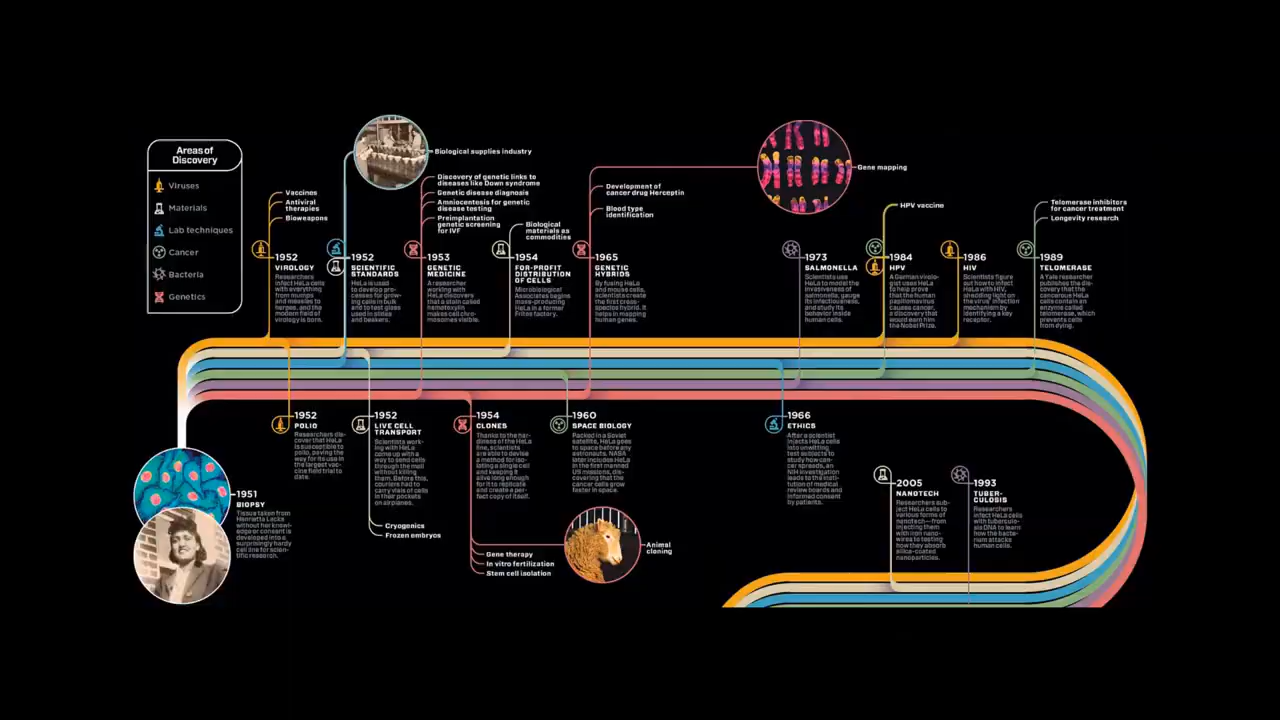 Areas of
Discovery
Viruses
Materials
Lab techniques
Cancer
Bacteria
Genetics
Vaccines
Antiviral
therapies
Bioweapons
1952
VIROLOGY
Researchers
infect HeLa cells
with everything
from mumps
and measles to
herpes, and the
modern field of
virology is born.
Biological supplies industry
1952
SCIENTIFIC
STANDARDS
HeLa is used
to develop pro-
cesses for grow-
ing cells in bulk
and to test glass
used in slides
and beakers.
Discovery of genetic links to
diseases like Down syndrome
Genetic disease diagnosis
Amniocentesis for genetic
disease testing
Preimplantation
genetic screening
for IVF
1953
GENETIC
MEDICINE
A researcher
working with
HeLa discovers
that a stain called
hematoxylin
makes cell chro-
mosomes visible.
Biological
materials as
commodities
1954
FOR-PROFIT
DISTRIBUTION
OF CELLS
Microbiological
Associates begins
mass-producing
HeLa in a former
Fritos factory.
Gene mapping
Development of
cancer drug Herceptin
Blood type
identification
1965
GENETIC
HYBRIDS
By fusing HeLa
and mouse cells,
scientists create
the first cross-
species hybrid. It
helps in mapping
human genes.
1973
SALMONELLA
Scientists use
HeLa to model the
invasiveness of
salmonella, gauge
its infectiousness,
and study its
behavior inside
human cells.
HPV vaccine
1984
HPV
A German virolo-
gist uses HeLa
to help prove
that the human
papillomavirus
causes cancer,
a discovery that
would earn him
the Nobel Prize.
1986
HIV
Scientists figure
out how to infect
HeLa with HIV,
shedding light on
the virus' infection
mechanism by
identifying a key
receptor.
Telomerase inhibitors
for cancer treatment
Longevity research
1989
TELOMERASE
A Yale researcher
publishes the dis-
covery that the
cancerous HeLa
cells contain an
enzyme called
telomerase, which
prevents cells
from dying.
1951
BIOPSY
Tissue taken from
Henrietta Lacks
without her knowl-
edge or consent is
developed into a
surprisingly hardy
cell line for scien-
tific research.
1952
POLIO
Researchers dis-
cover that HeLa
is susceptible to
polio, paving the
way for its use in
the largest vac-
cine field trial to
date.
1952
LIVE CELL
TRANSPORT
Scientists work-
ing with HeLa
come up with a
way to send cells
through the mail
without killing
them. Before this,
couriers had to
carry vials of cells
in their pockets
on airplanes.
Cryogenics
Frozen embryos
1954
CLONES
Thanks to the har-
diness of the HeLa
line, scientists
are able to devise
a method for iso-
lating a single cell
and keeping it
alive long enough
for it to replicate
and create a per-
fect copy of itself.
Gene therapy
In vitro fertilization
Stem cell isolation
Animal
cloning
1960
SPACE BIOLOGY
Packed in a Soviet
satellite, HeLa goes
to space before any
astronauts. NASA
later includes HeLa
in the first manned
US missions, dis-
covering that the
cancer cells grow
faster in space.
1966
ETHICS
After a scientist
injects HeLa cells
into unwitting
test subjects to
study how can-
cer spreads, an
NIH investigation
leads to the insti-
tution of medical
review boards and
informed consent
by patients.
2005
NANOTECH
Researchers sub-
ject HeLa cells to
various forms of
nanotech—from
injecting them
with iron nano-
wires to testing
how they absorb
silica-coated
nanoparticles.
1993
TUBER-
CULOSIS
Researchers
infect HeLa cells
with tuberculo-
sis DNA to learn
how the bacte-
rium attacks
human cells.